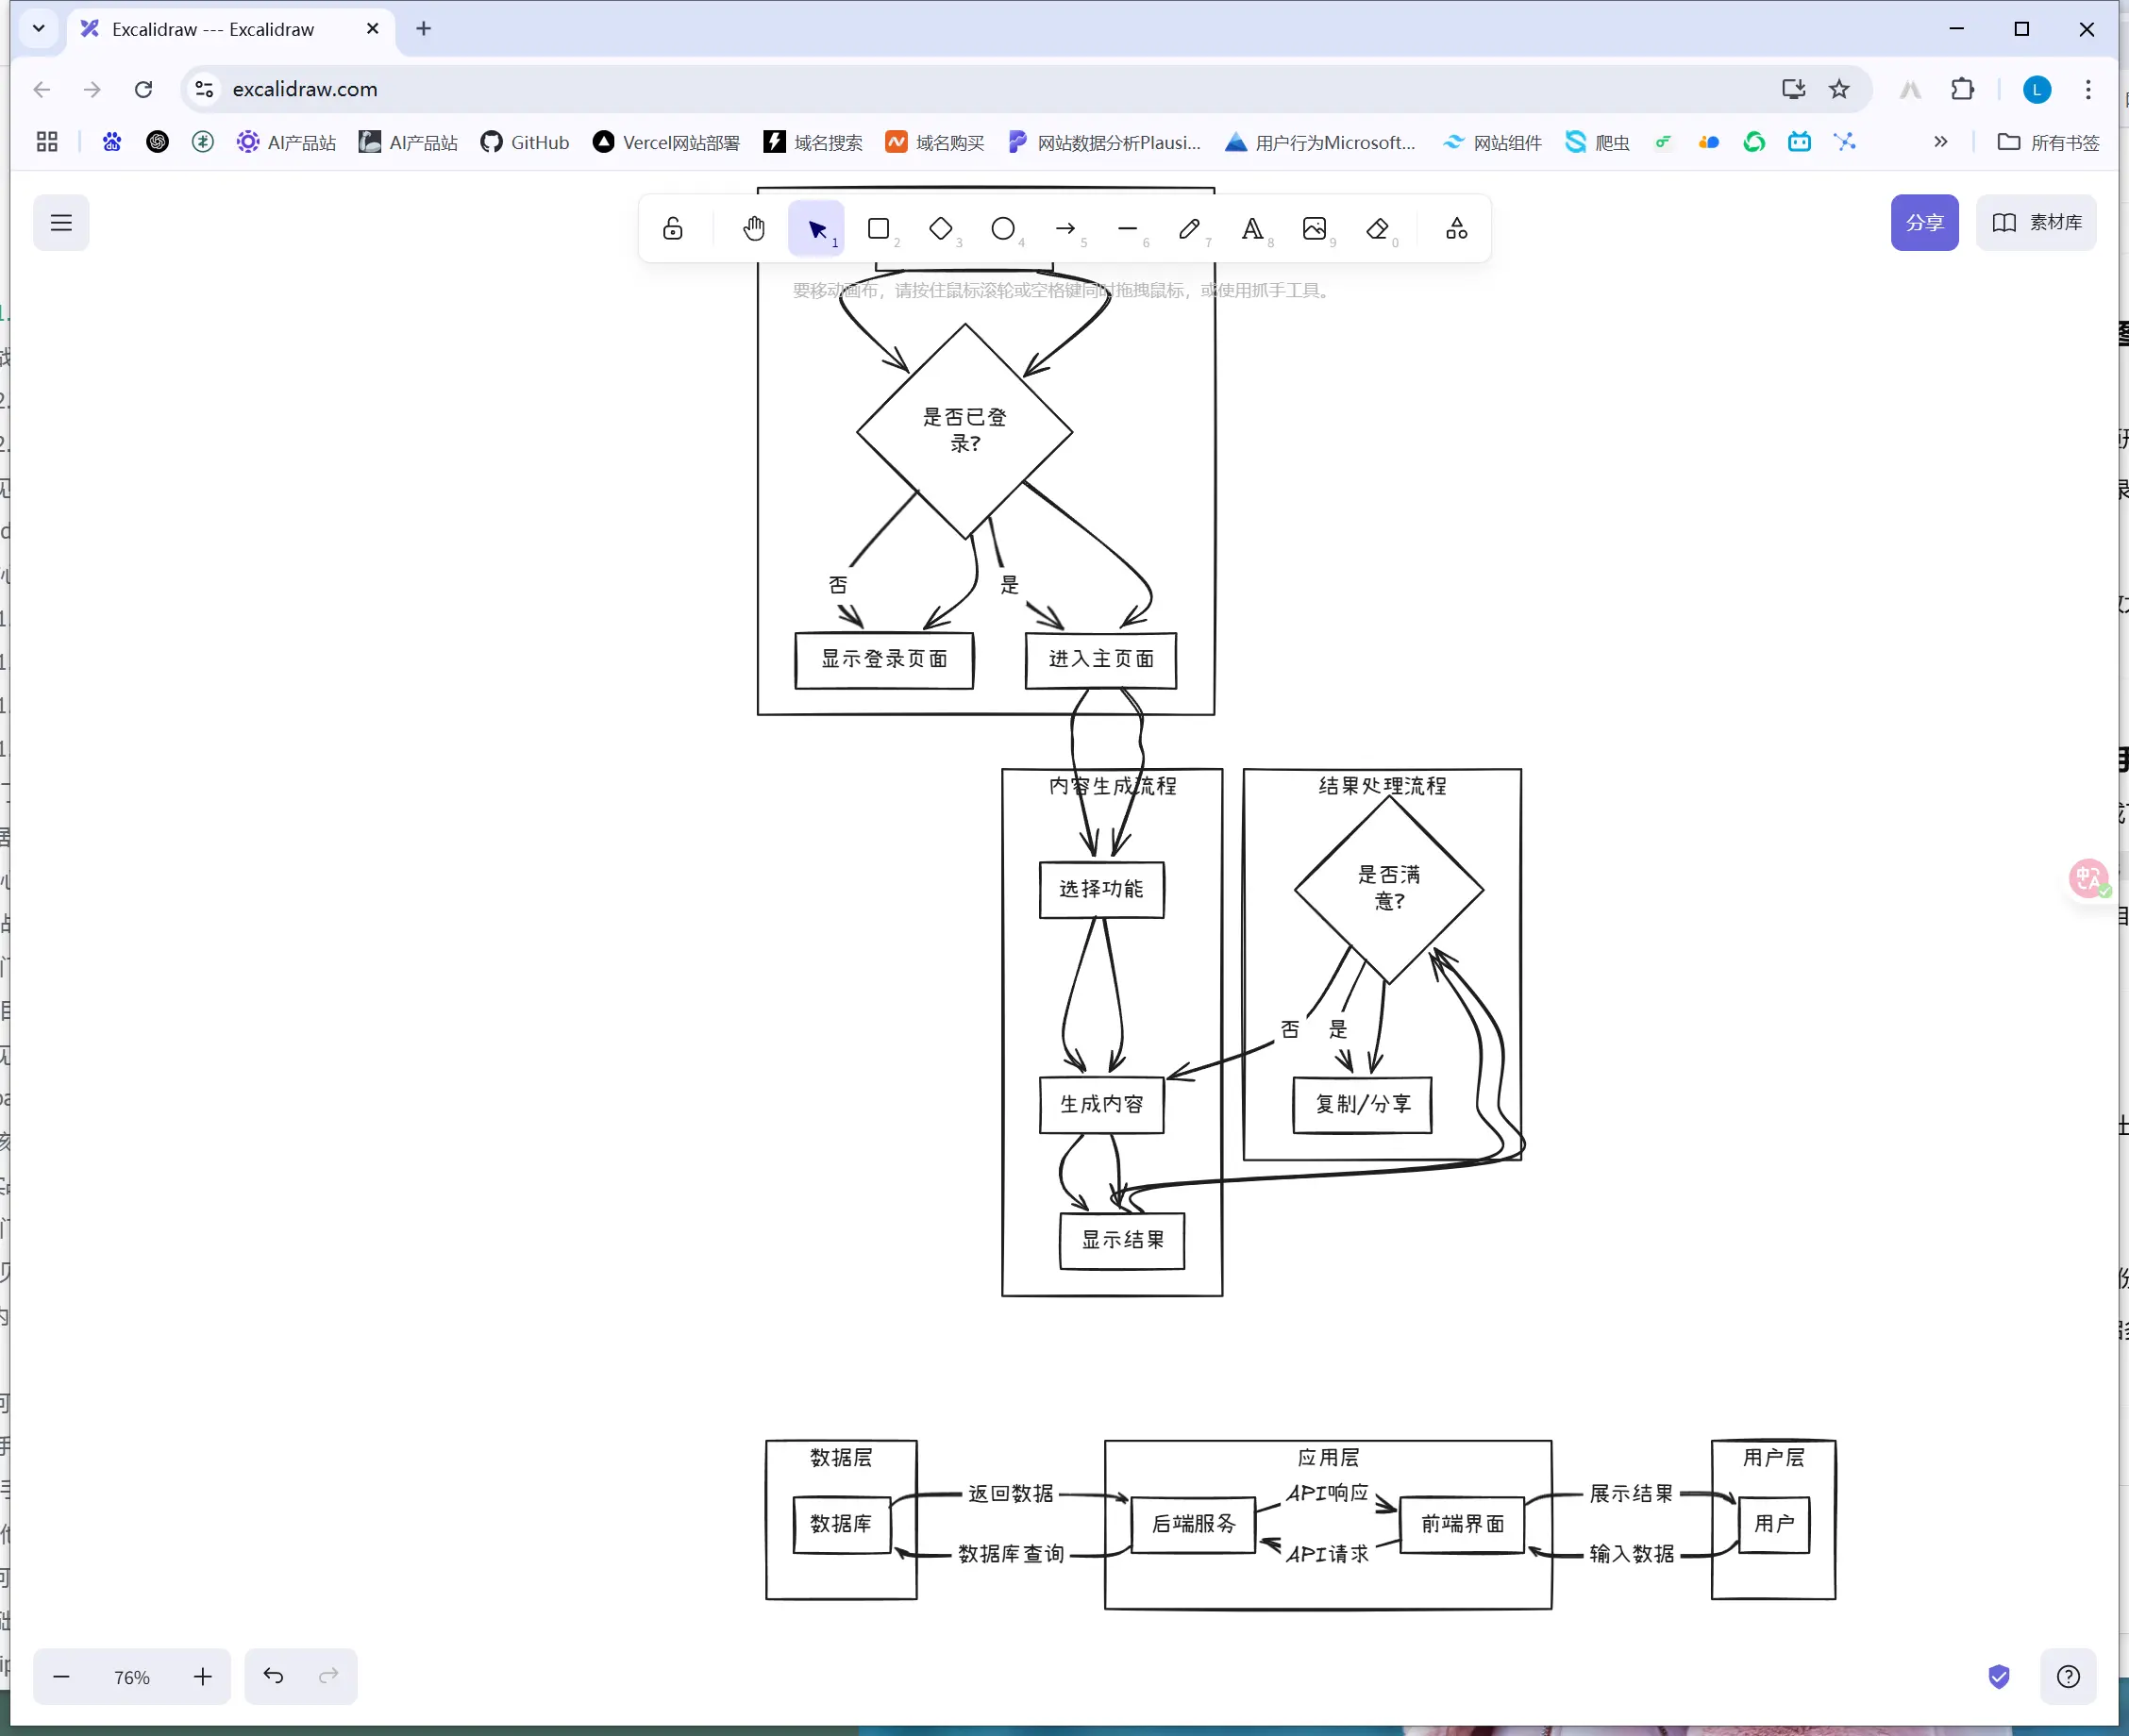 Excalidraw --- Excalidraw
excalidraw.com
L
AI产品站
AI产品站
GitHub
Vercel网站部署
域名搜索
域名购买
网站数据分析Plausi...
用户行为Microsoft...
网站组件
爬虫
所有书签
1
2
3
4
5
6
7
8
9
0
分享
素材库
要移动画布，请按住鼠标滚轮或空格键同时拖拽鼠标，或使用抓手工具。
是否已登
录?
否
是
显示登录页面
进入主页面
内容生成流程
结果处理流程
选择功能
是否满
意?
否
是
生成内容
复制/分享
显示结果
数据层
应用层
用户层
返回数据
API响应
展示结果
数据库
后端服务
前端界面
用户
数据库查询
API请求
输入数据
76%